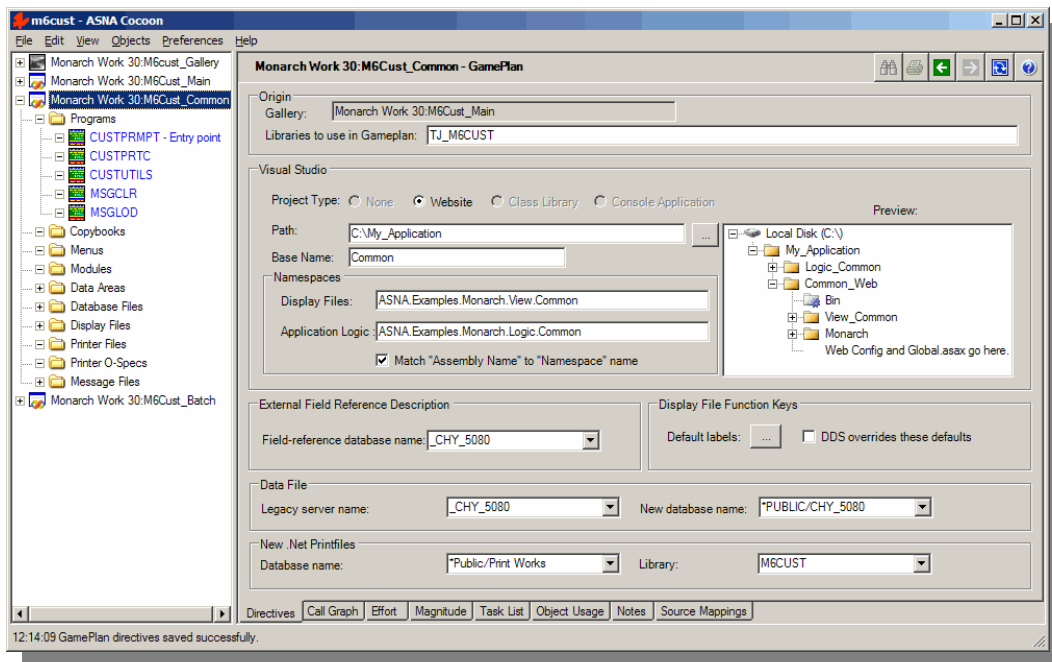 m6cust - ASNA Cocoon
File Edit View Objects Preferences Help
Monarch Work 30:M6cust_Gallery
Monarch Work 30:M6Cust_Main
Monarch Work 30:M6Cust_Common
Programs
CUSTPRMPT - Entry point
CUSTPRTC
CUSTUTILS
MSGCLR
MSGLOD
Copybooks
Menus
Modules
Data Areas
Database Files
Display Files
Printer Files
Printer O-Specs
Message Files
Monarch Work 30:M6Cust_Batch
Monarch Work 30:M6Cust_Common - GamePlan
Origin
Gallery: Monarch Work 30:M6Cust_Main
Libraries to use in Gameplan: TJ_M6CUST
Visual Studio
Project Type: None Website Class Library Console Application
Path: C:\My_Application ...
Base Name: Common
Namespaces
Display Files: ASNA.Examples.Monarch.View.Common
Application Logic : ASNA.Examples.Monarch.Logic.Common
Match "Assembly Name" to "Namespace" name
Preview:
Local Disk (C:\)
My_Application
Logic_Common
Common_Web
Bin
View_Common
Monarch
Web Config and Global.asax go here.
External Field Reference Description
Field-reference database name: _CHY_5080
Display File Function Keys
Default labels: ... DDS overrides these defaults
Data File
Legacy server name: _CHY_5080 New database name: *PUBLIC/CHY_5080
New .Net Printfiles
Database name: *Public/Print Works Library: M6CUST
Directives Call Graph Effort Magnitude Task List Object Usage Notes Source Mappings
12:14:09 GamePlan directives saved successfully.